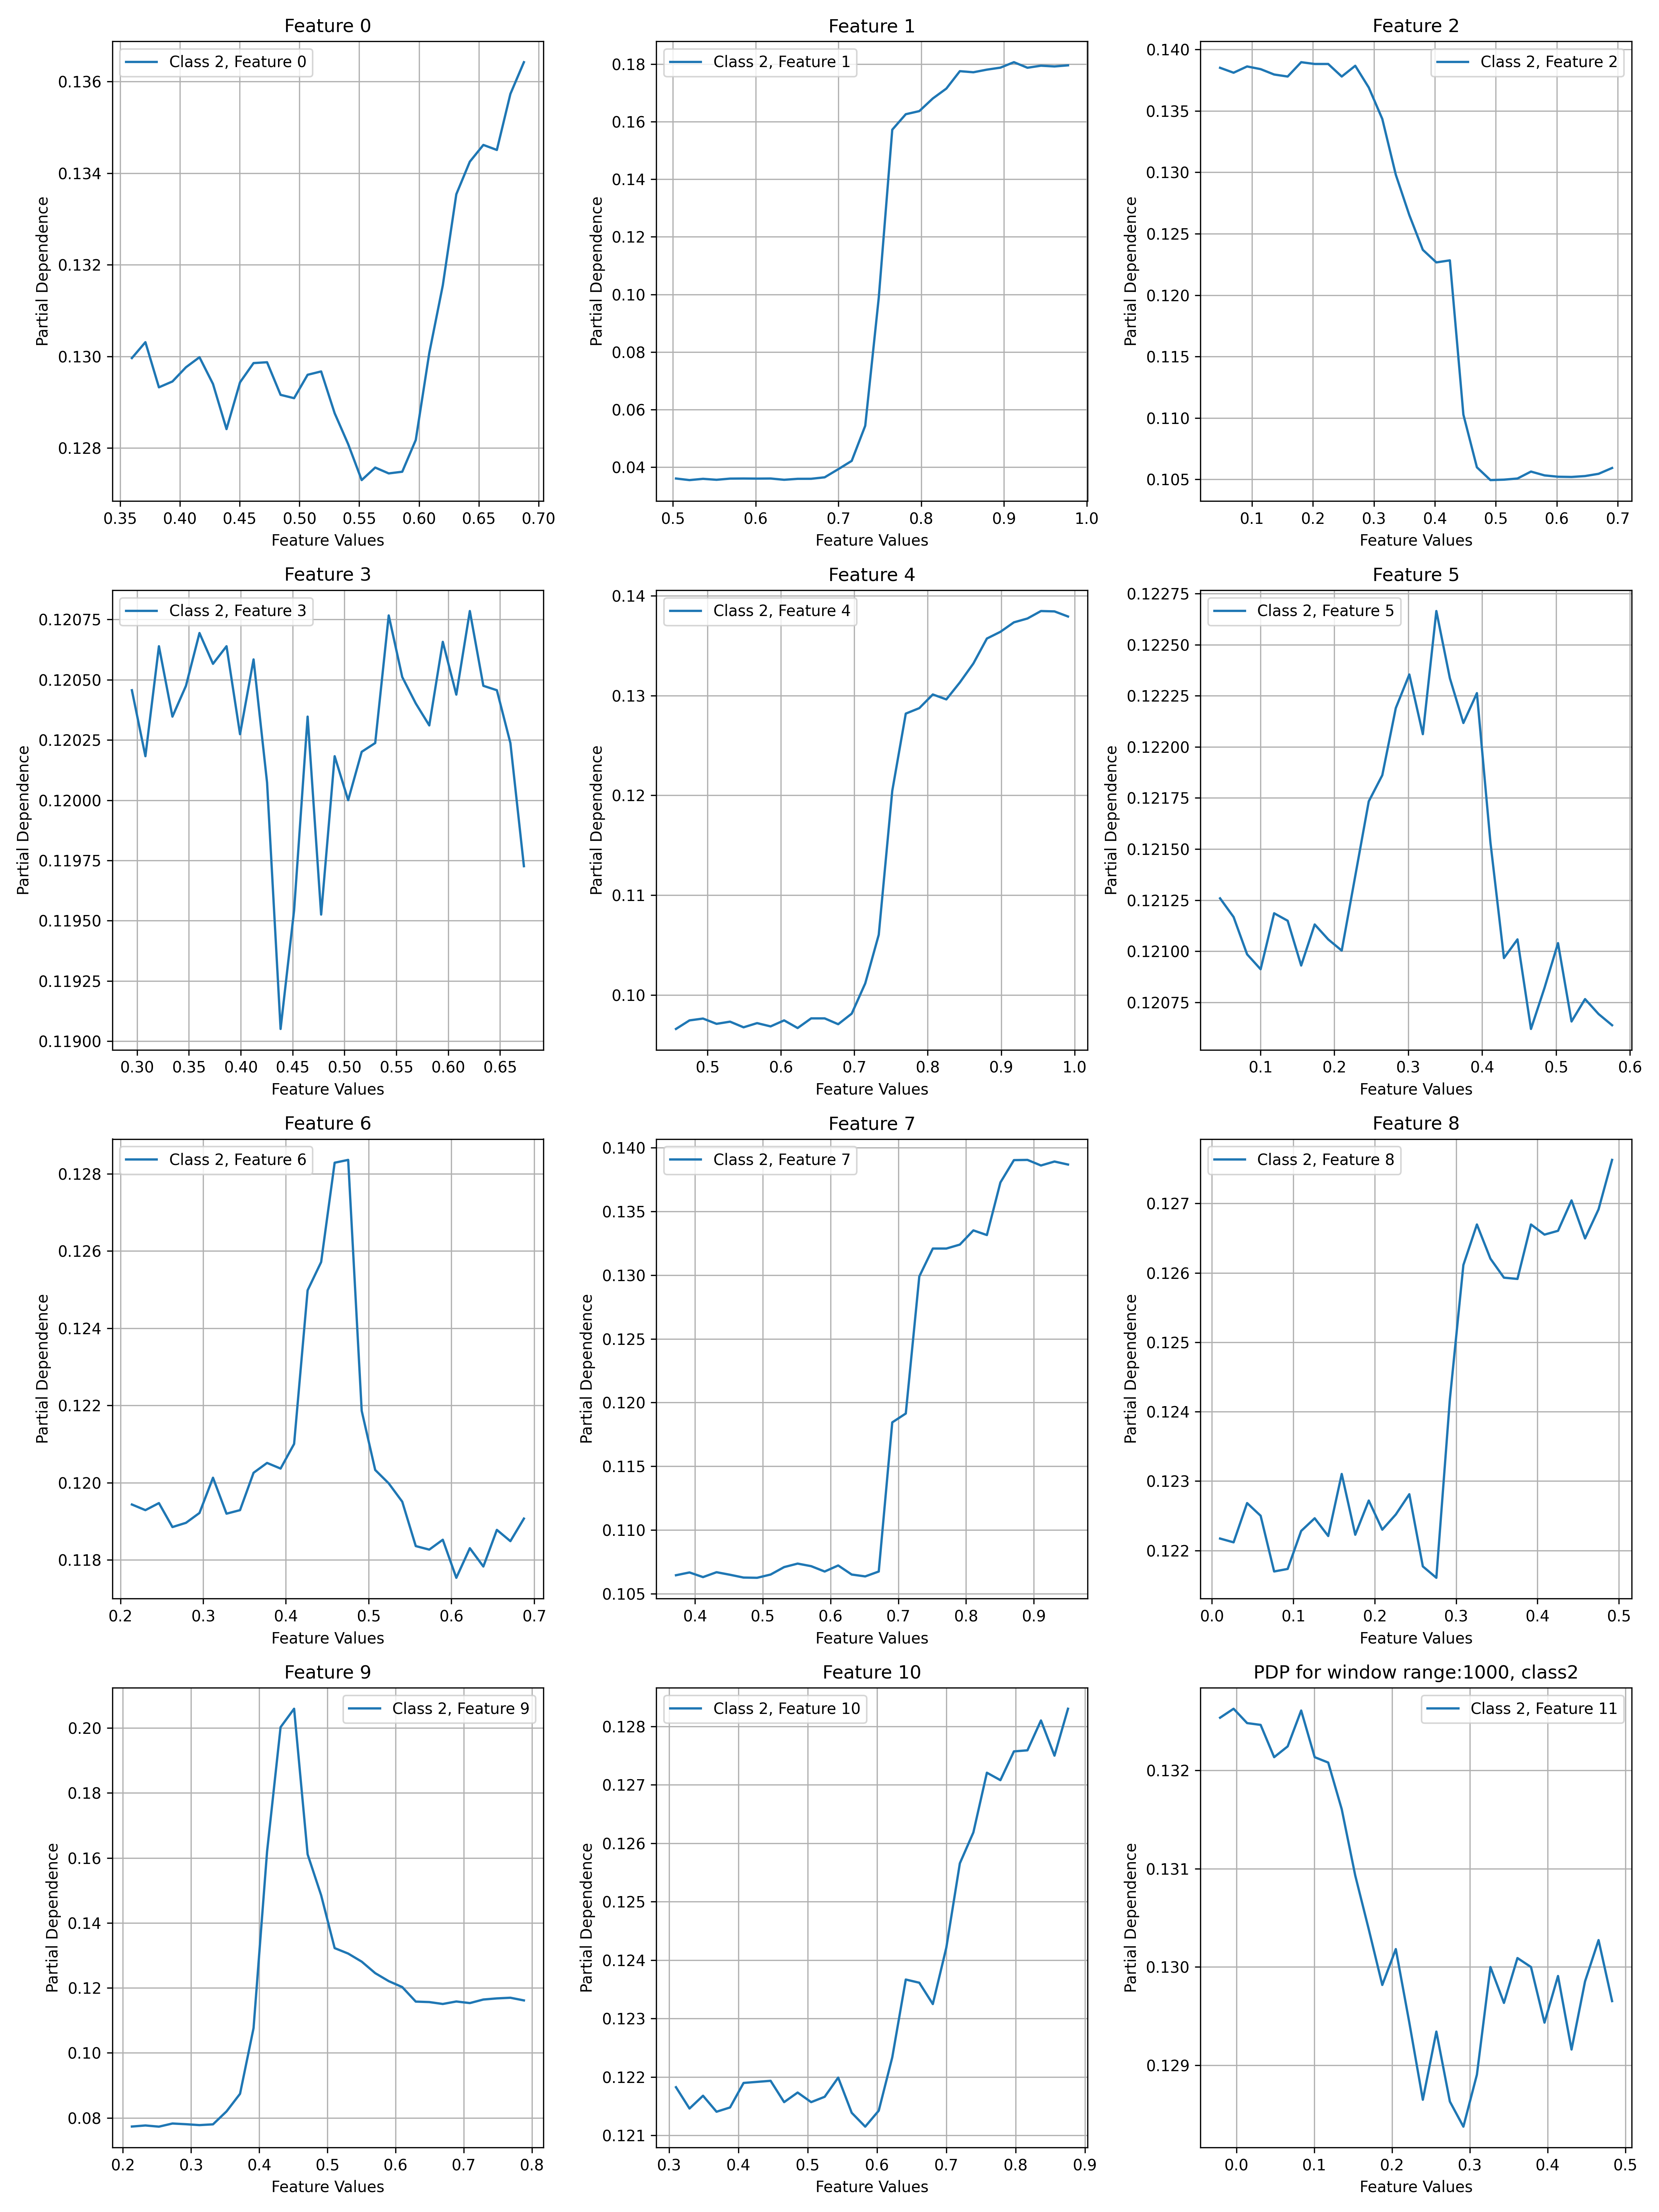 Feature 0
Class 2, Feature 0
0.136
0.134
0.132
0.130
0.128
Partial Dependence
0.35 0.40 0.45 0.50 0.55 0.60 0.65 0.70
Feature Values
Feature 1
Class 2, Feature 1
0.18
0.16
0.14
0.12
0.10
0.08
0.06
0.04
Partial Dependence
0.5 0.6 0.7 0.8 0.9 1.0
Feature Values
Feature 2
Class 2, Feature 2
0.140
0.135
0.130
0.125
0.120
0.115
0.110
0.105
Partial Dependence
0.1 0.2 0.3 0.4 0.5 0.6 0.7
Feature Values
Feature 3
Class 2, Feature 3
0.12075
0.12050
0.12025
0.12000
0.11975
0.11950
0.11925
0.11900
Partial Dependence
0.30 0.35 0.40 0.45 0.50 0.55 0.60 0.65
Feature Values
Feature 4
Class 2, Feature 4
0.14
0.13
0.12
0.11
0.10
Partial Dependence
0.5 0.6 0.7 0.8 0.9 1.0
Feature Values
Feature 5
Class 2, Feature 5
0.12275
0.12250
0.12225
0.12200
0.12175
0.12150
0.12125
0.12100
0.12075
Partial Dependence
0.1 0.2 0.3 0.4 0.5 0.6
Feature Values
Feature 6
Class 2, Feature 6
0.128
0.126
0.124
0.122
0.120
0.118
Partial Dependence
0.2 0.3 0.4 0.5 0.6 0.7
Feature Values
Feature 7
Class 2, Feature 7
0.140
0.135
0.130
0.125
0.120
0.115
0.110
0.105
Partial Dependence
0.4 0.5 0.6 0.7 0.8 0.9
Feature Values
Feature 8
Class 2, Feature 8
0.127
0.126
0.125
0.124
0.123
0.122
Partial Dependence
0.0 0.1 0.2 0.3 0.4 0.5
Feature Values
Feature 9
Class 2, Feature 9
0.20
0.18
0.16
0.14
0.12
0.10
0.08
Partial Dependence
0.2 0.3 0.4 0.5 0.6 0.7 0.8
Feature Values
Feature 10
Class 2, Feature 10
0.128
0.127
0.126
0.125
0.124
0.123
0.122
0.121
Partial Dependence
0.3 0.4 0.5 0.6 0.7 0.8 0.9
Feature Values
PDP for window range:1000, class2
Class 2, Feature 11
0.132
0.131
0.130
0.129
Partial Dependence
0.0 0.1 0.2 0.3 0.4 0.5
Feature Values